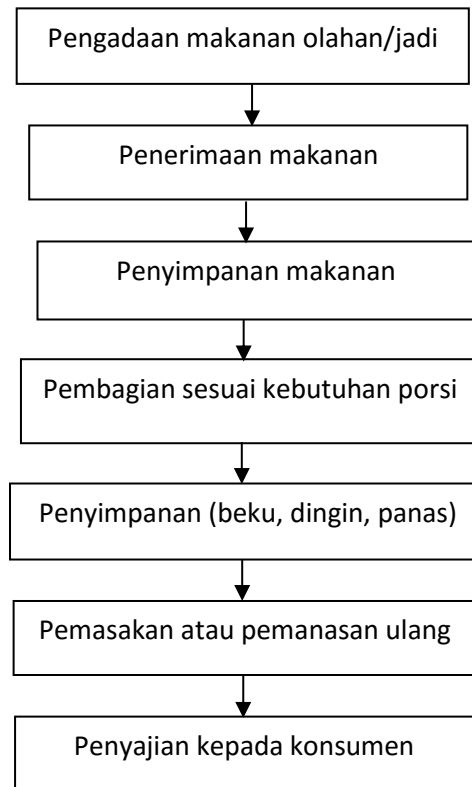 Pengadaan makanan olahan/jadi
Penerimaan makanan
Penyimpanan makanan
Pembagian sesuai kebutuhan porsi
Penyimpanan (beku, dingin, panas)
Pemasakan atau pemanasan ulang
Penyajian kepada konsumen